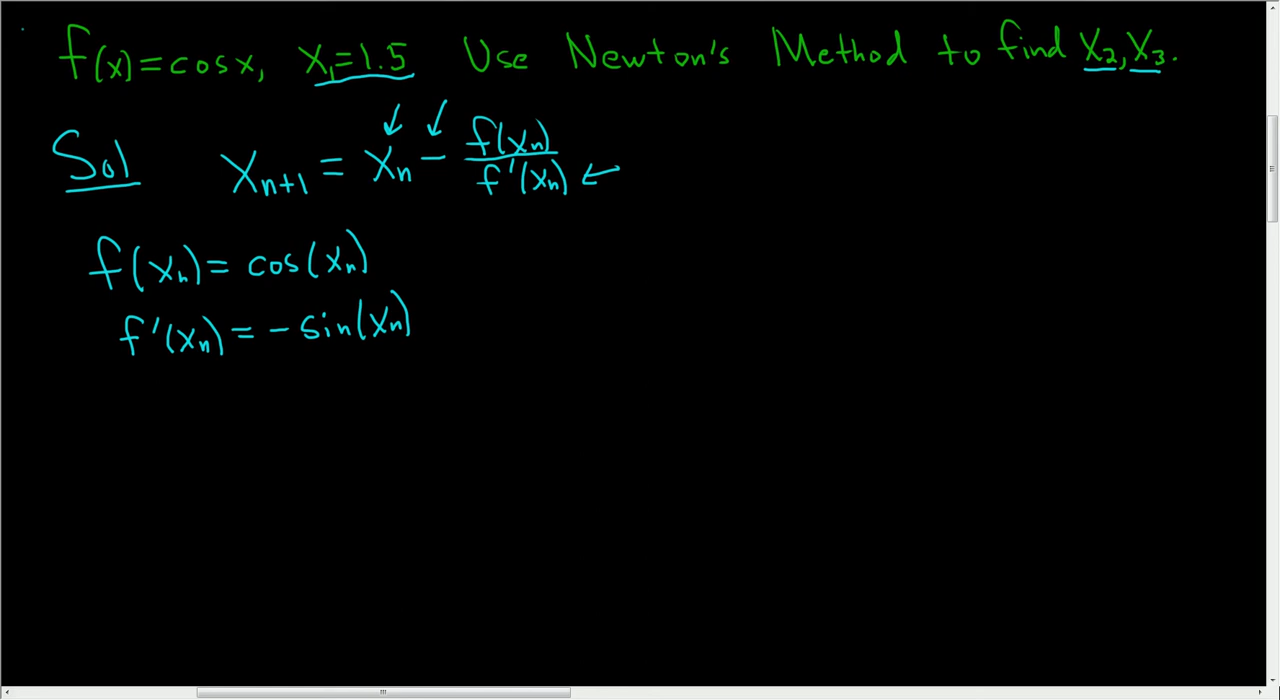 f(x) = cos x, x₁ = 1.5 Use Newton's Method to find X₂, X₃.
Sol Xₙ₊₁ = Xₙ − f(Xₙ)/f'(Xₙ) ←
f(Xₙ) = cos(Xₙ)
f'(Xₙ) = − sin(Xₙ)